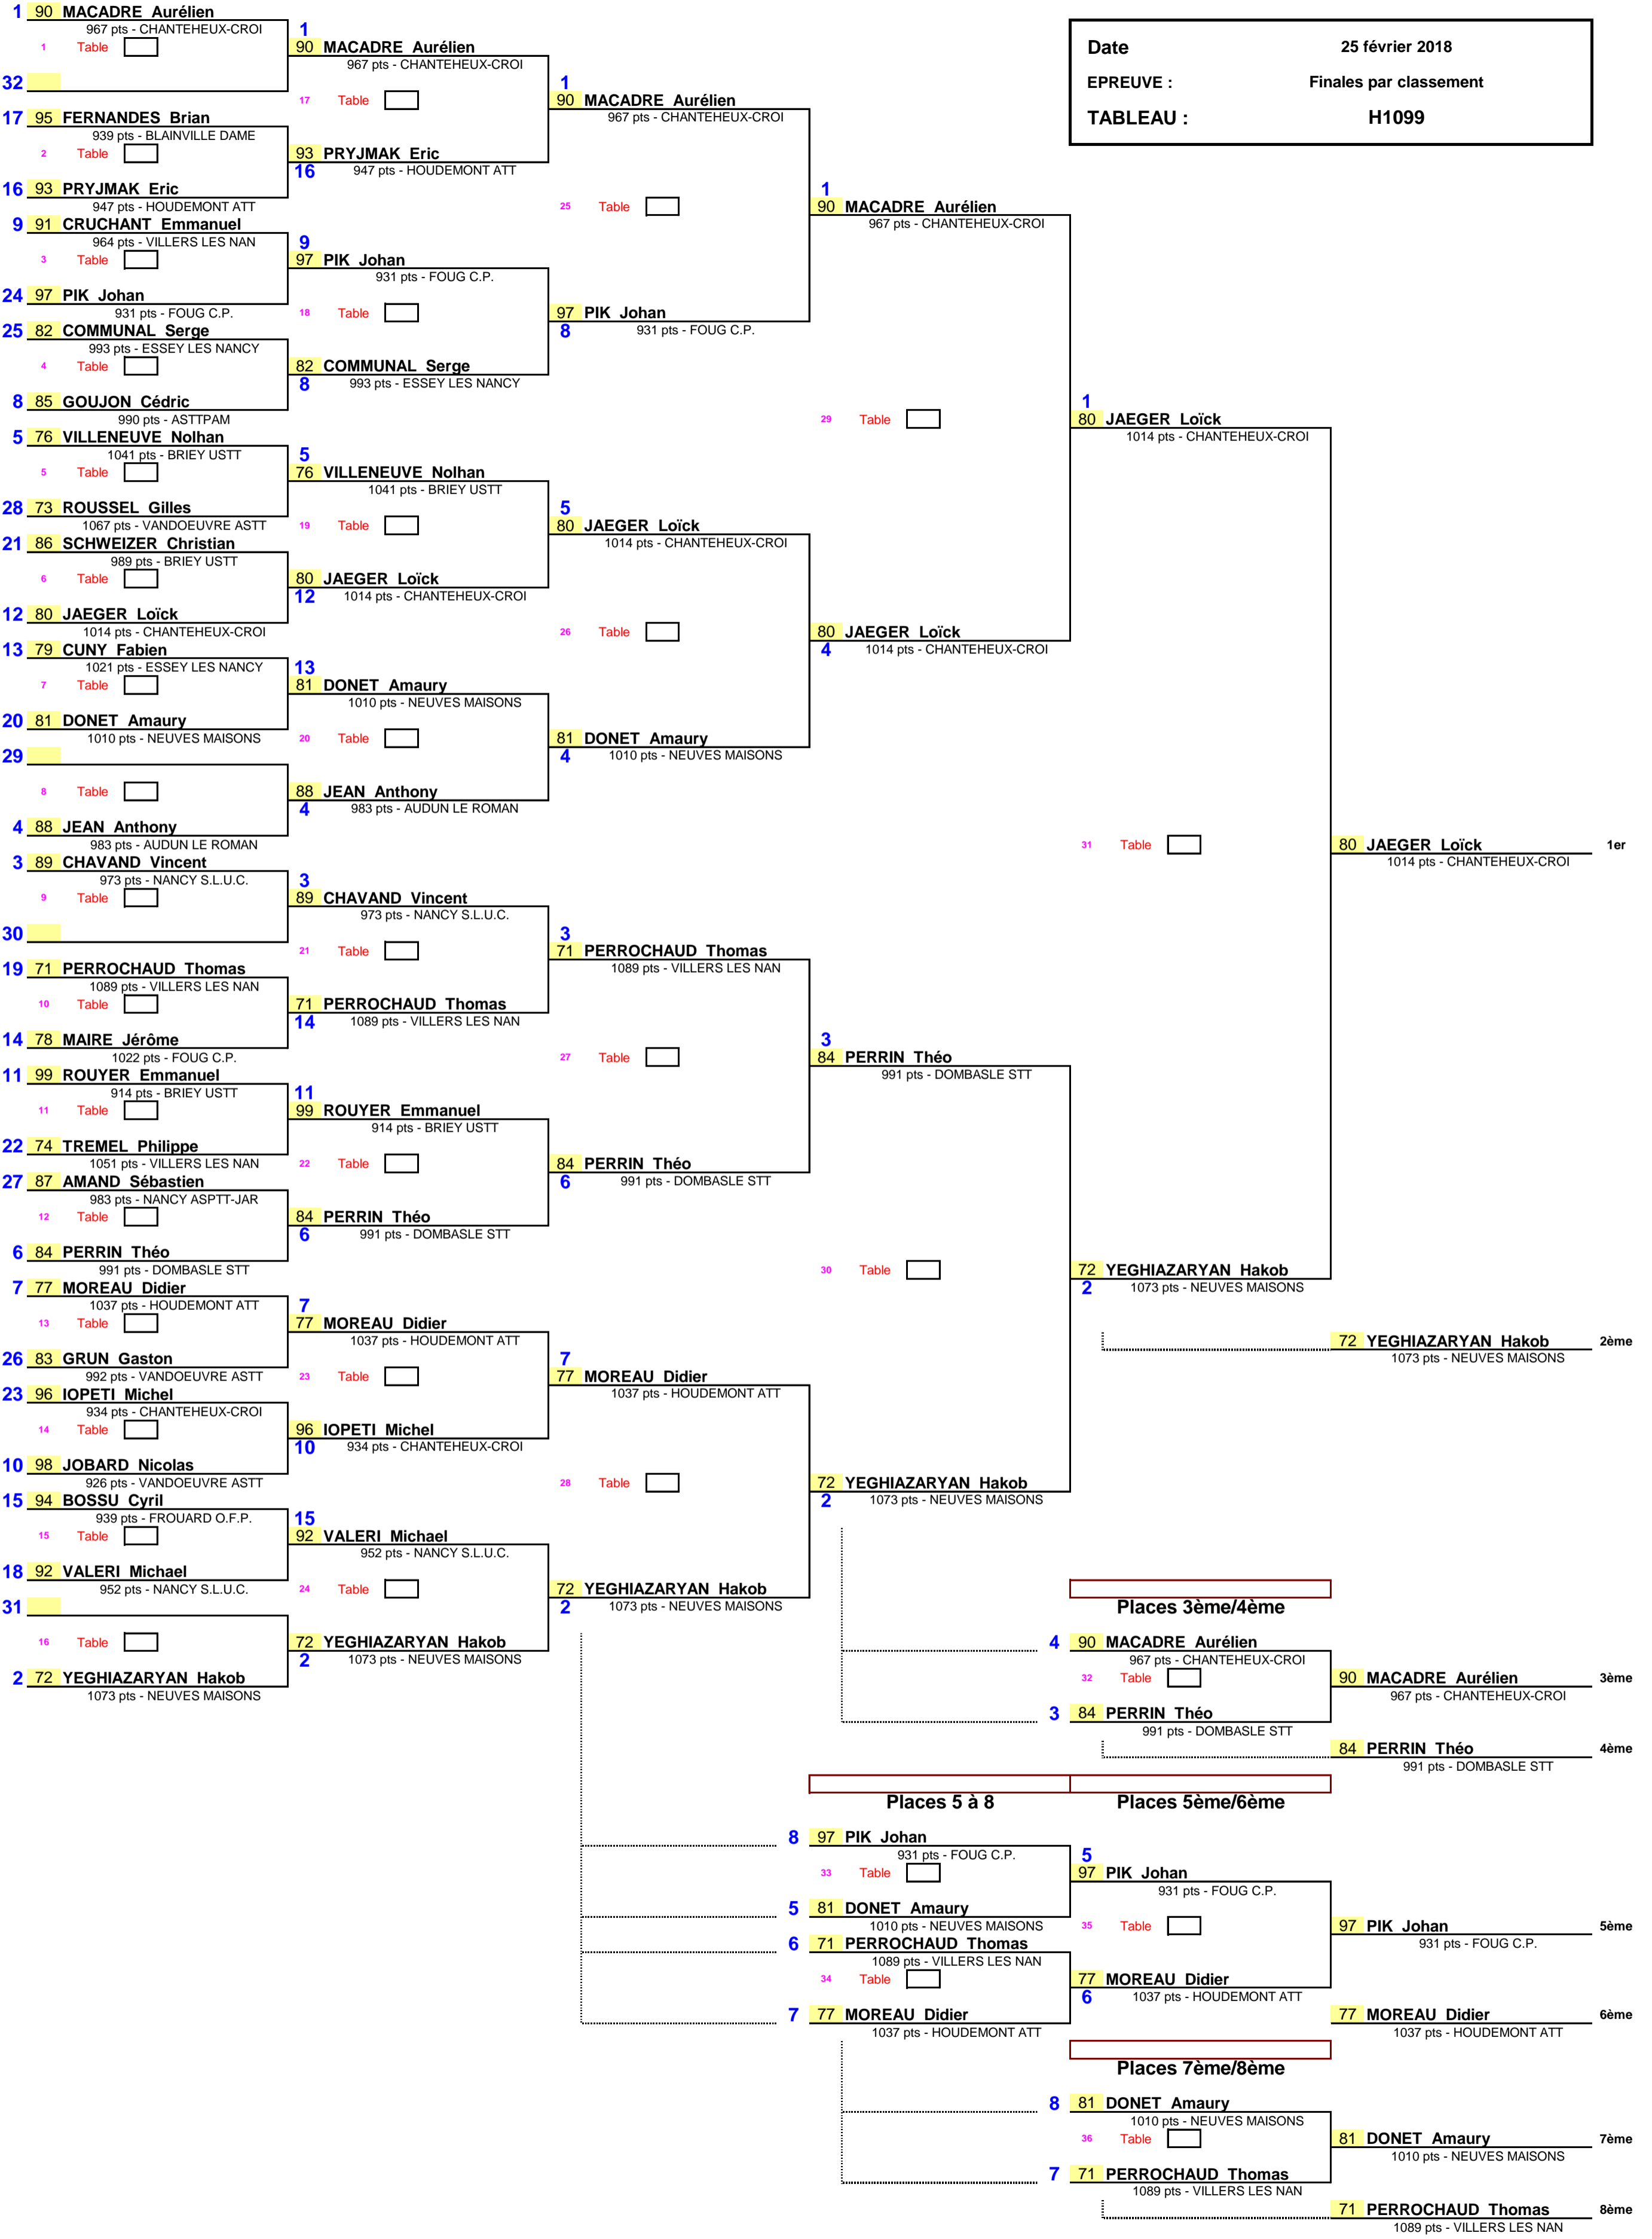 Date 25 février 2018
EPREUVE : Finales par classement
TABLEAU : H1099
1 90 MACADRE Aurélien
967 pts - CHANTEHEUX-CROI
1 Table
32
17 95 FERNANDES Brian
939 pts - BLAINVILLE DAME
2 Table
16 93 PRYJMAK Eric
947 pts - HOUDEMONT ATT
9 91 CRUCHANT Emmanuel
964 pts - VILLERS LES NAN
3 Table
24 97 PIK Johan
931 pts - FOUG C.P.
25 82 COMMUNAL Serge
993 pts - ESSEY LES NANCY
4 Table
8 85 GOUJON Cédric
990 pts - ASTTPAM
5 76 VILLENEUVE Nolhan
1041 pts - BRIEY USTT
5 Table
28 73 ROUSSEL Gilles
1067 pts - VANDOEUVRE ASTT
21 86 SCHWEIZER Christian
989 pts - BRIEY USTT
6 Table
12 80 JAEGER Loïck
1014 pts - CHANTEHEUX-CROI
13 79 CUNY Fabien
1021 pts - ESSEY LES NANCY
7 Table
20 81 DONET Amaury
1010 pts - NEUVES MAISONS
29
8 Table
4 88 JEAN Anthony
983 pts - AUDUN LE ROMAN
3 89 CHAVAND Vincent
973 pts - NANCY S.L.U.C.
9 Table
30
19 71 PERROCHAUD Thomas
1089 pts - VILLERS LES NAN
10 Table
14 78 MAIRE Jérôme
1022 pts - FOUG C.P.
11 99 ROUYER Emmanuel
914 pts - BRIEY USTT
11 Table
22 74 TREMEL Philippe
1051 pts - VILLERS LES NAN
27 87 AMAND Sébastien
983 pts - NANCY ASPTT-JAR
12 Table
6 84 PERRIN Théo
991 pts - DOMBASLE STT
7 77 MOREAU Didier
1037 pts - HOUDEMONT ATT
13 Table
26 83 GRUN Gaston
992 pts - VANDOEUVRE ASTT
23 96 IOPETI Michel
934 pts - CHANTEHEUX-CROI
14 Table
10 98 JOBARD Nicolas
926 pts - VANDOEUVRE ASTT
15 94 BOSSU Cyril
939 pts - FROUARD O.F.P.
15 Table
18 92 VALERI Michael
952 pts - NANCY S.L.U.C.
31
16 Table
2 72 YEGHIAZARYAN Hakob
1073 pts - NEUVES MAISONS
1
90 MACADRE Aurélien
967 pts - CHANTEHEUX-CROI
17 Table
93 PRYJMAK Eric
16 947 pts - HOUDEMONT ATT
9
97 PIK Johan
931 pts - FOUG C.P.
18 Table
82 COMMUNAL Serge
8 993 pts - ESSEY LES NANCY
5
76 VILLENEUVE Nolhan
1041 pts - BRIEY USTT
19 Table
80 JAEGER Loïck
12 1014 pts - CHANTEHEUX-CROI
13
81 DONET Amaury
1010 pts - NEUVES MAISONS
20 Table
88 JEAN Anthony
4 983 pts - AUDUN LE ROMAN
3
89 CHAVAND Vincent
973 pts - NANCY S.L.U.C.
21 Table
71 PERROCHAUD Thomas
14 1089 pts - VILLERS LES NAN
11
99 ROUYER Emmanuel
914 pts - BRIEY USTT
22 Table
84 PERRIN Théo
6 991 pts - DOMBASLE STT
7
77 MOREAU Didier
1037 pts - HOUDEMONT ATT
23 Table
96 IOPETI Michel
10 934 pts - CHANTEHEUX-CROI
15
92 VALERI Michael
952 pts - NANCY S.L.U.C.
24 Table
72 YEGHIAZARYAN Hakob
2 1073 pts - NEUVES MAISONS
1
90 MACADRE Aurélien
967 pts - CHANTEHEUX-CROI
25 Table
97 PIK Johan
8 931 pts - FOUG C.P.
5
80 JAEGER Loïck
1014 pts - CHANTEHEUX-CROI
26 Table
81 DONET Amaury
4 1010 pts - NEUVES MAISONS
3
71 PERROCHAUD Thomas
1089 pts - VILLERS LES NAN
27 Table
84 PERRIN Théo
6 991 pts - DOMBASLE STT
7
77 MOREAU Didier
1037 pts - HOUDEMONT ATT
28 Table
72 YEGHIAZARYAN Hakob
2 1073 pts - NEUVES MAISONS
1
90 MACADRE Aurélien
967 pts - CHANTEHEUX-CROI
29 Table
80 JAEGER Loïck
4 1014 pts - CHANTEHEUX-CROI
3
84 PERRIN Théo
991 pts - DOMBASLE STT
30 Table
72 YEGHIAZARYAN Hakob
2 1073 pts - NEUVES MAISONS
1
80 JAEGER Loïck
1014 pts - CHANTEHEUX-CROI
31 Table
72 YEGHIAZARYAN Hakob
2 1073 pts - NEUVES MAISONS
80 JAEGER Loïck 1er
1014 pts - CHANTEHEUX-CROI
72 YEGHIAZARYAN Hakob 2ème
1073 pts - NEUVES MAISONS
Places 3ème/4ème
4 90 MACADRE Aurélien
967 pts - CHANTEHEUX-CROI
32 Table
3 84 PERRIN Théo
991 pts - DOMBASLE STT
90 MACADRE Aurélien 3ème
967 pts - CHANTEHEUX-CROI
84 PERRIN Théo 4ème
991 pts - DOMBASLE STT
Places 5 à 8
Places 5ème/6ème
8 97 PIK Johan
931 pts - FOUG C.P.
33 Table
5 81 DONET Amaury
1010 pts - NEUVES MAISONS
6 71 PERROCHAUD Thomas
1089 pts - VILLERS LES NAN
34 Table
7 77 MOREAU Didier
1037 pts - HOUDEMONT ATT
5
97 PIK Johan
931 pts - FOUG C.P.
35 Table
77 MOREAU Didier
6 1037 pts - HOUDEMONT ATT
97 PIK Johan 5ème
931 pts - FOUG C.P.
77 MOREAU Didier 6ème
1037 pts - HOUDEMONT ATT
Places 7ème/8ème
8 81 DONET Amaury
1010 pts - NEUVES MAISONS
36 Table
7 71 PERROCHAUD Thomas
1089 pts - VILLERS LES NAN
81 DONET Amaury 7ème
1010 pts - NEUVES MAISONS
71 PERROCHAUD Thomas 8ème
1089 pts - VILLERS LES NAN